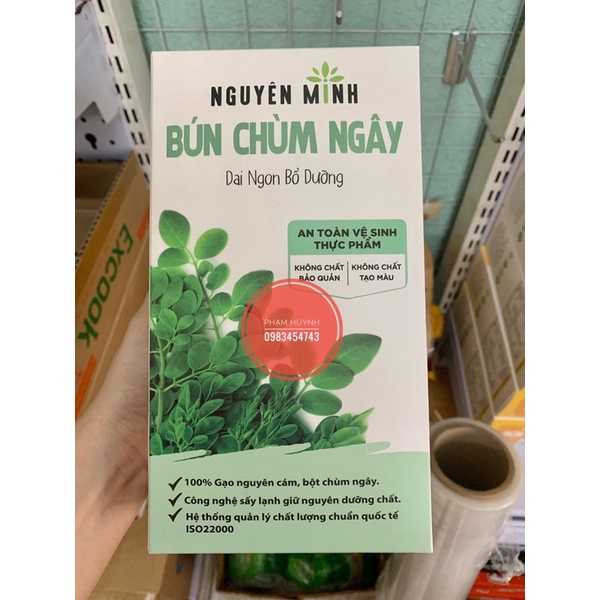 NGUYÊN MINH
BÚN CHÙM NGÂY
Dai Ngon Bổ Dưỡng
AN TOÀN VỆ SINH
THỰC PHẨM
KHÔNG CHẤT
BẢO QUẢN
KHÔNG CHẤT
TẠO MÀU
PHẠM HUỲNH
0983454743
EXCOOK
100% Gạo nguyên cám, bột chùm ngây.
Công nghệ sấy lạnh giữ nguyên dưỡng chất.
Hệ thống quản lý chất lượng chuẩn quốc tế
ISO22000